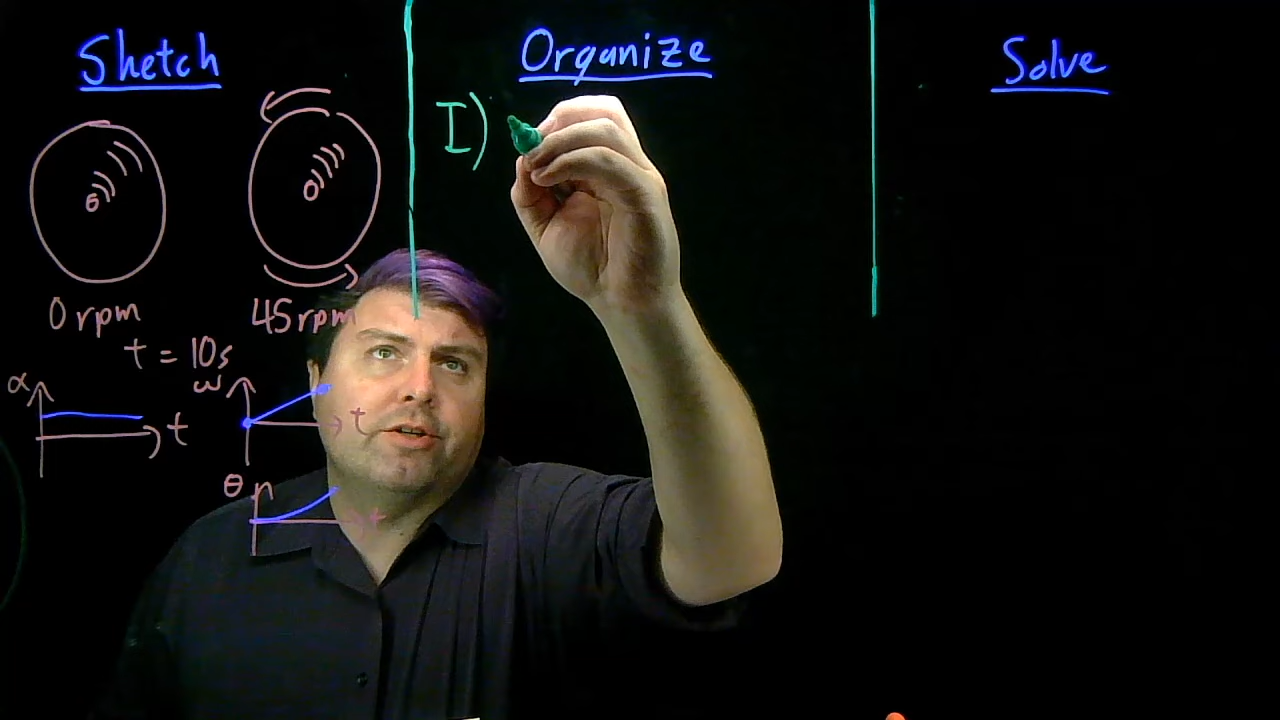 Sketch
0 rpm
45 rpm
t = 10s
α
t
ω
t
θ
t
Organize
I)
Solve